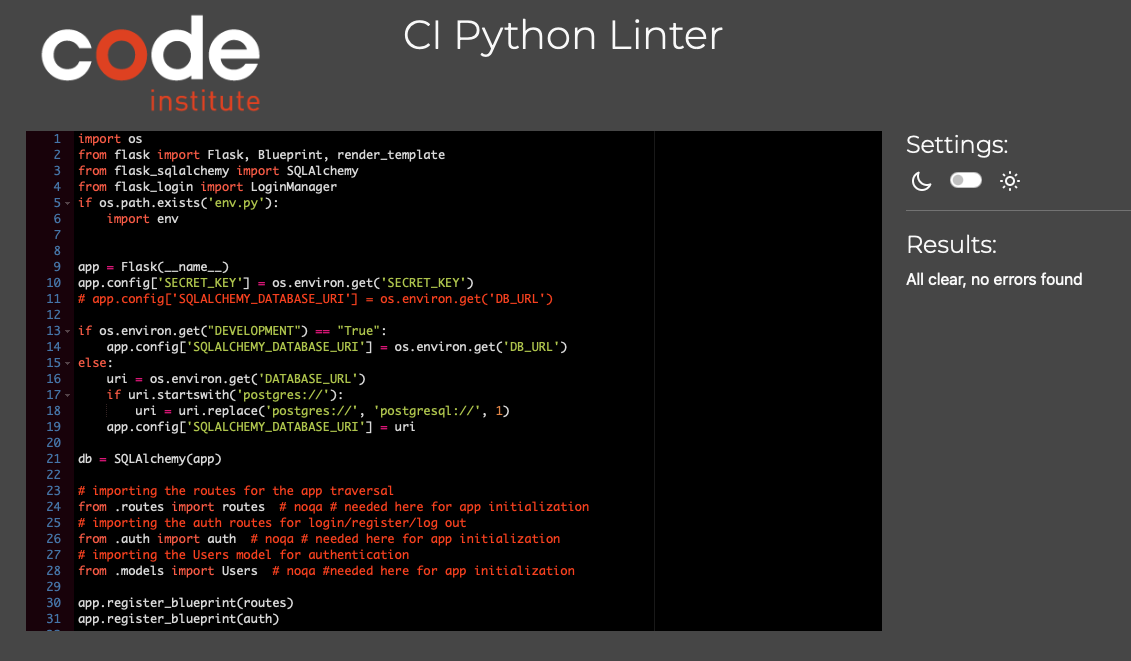 code
institute
CI Python Linter
1 import os
2 from flask import Flask, Blueprint, render_template
3 from flask_sqlalchemy import SQLAlchemy
4 from flask_login import LoginManager
5 if os.path.exists('env.py'):
6     import env
7
8
9 app = Flask(__name__)
10 app.config['SECRET_KEY'] = os.environ.get('SECRET_KEY')
11 # app.config['SQLALCHEMY_DATABASE_URI'] = os.environ.get('DB_URL')
12
13 if os.environ.get("DEVELOPMENT") == "True":
14     app.config['SQLALCHEMY_DATABASE_URI'] = os.environ.get('DB_URL')
15 else:
16     uri = os.environ.get('DATABASE_URL')
17     if uri.startswith('postgres://'):
18         uri = uri.replace('postgres://', 'postgresql://', 1)
19     app.config['SQLALCHEMY_DATABASE_URI'] = uri
20
21 db = SQLAlchemy(app)
22
23 # importing the routes for the app traversal
24 from .routes import routes  # noqa # needed here for app initialization
25 # importing the auth routes for login/register/log out
26 from .auth import auth  # noqa # needed here for app initialization
27 # importing the Users model for authentication
28 from .models import Users  # noqa #needed here for app initialization
29
30 app.register_blueprint(routes)
31 app.register_blueprint(auth)
Settings:
Results:
All clear, no errors found